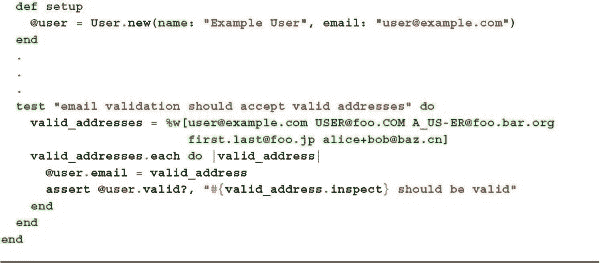 def setup
@user = User.new(name: "Example User", email: "user@example.com")
end
.
.
.
test "email validation should accept valid addresses" do
valid_addresses = %w[user@example.com USER@foo.COM A_US-ER@foo.bar.org
first.last@foo.jp alice+bob@baz.cn]
valid_addresses.each do |valid_address|
@user.email = valid_address
assert @user.valid?, "#{valid_address.inspect} should be valid"
end
end
end